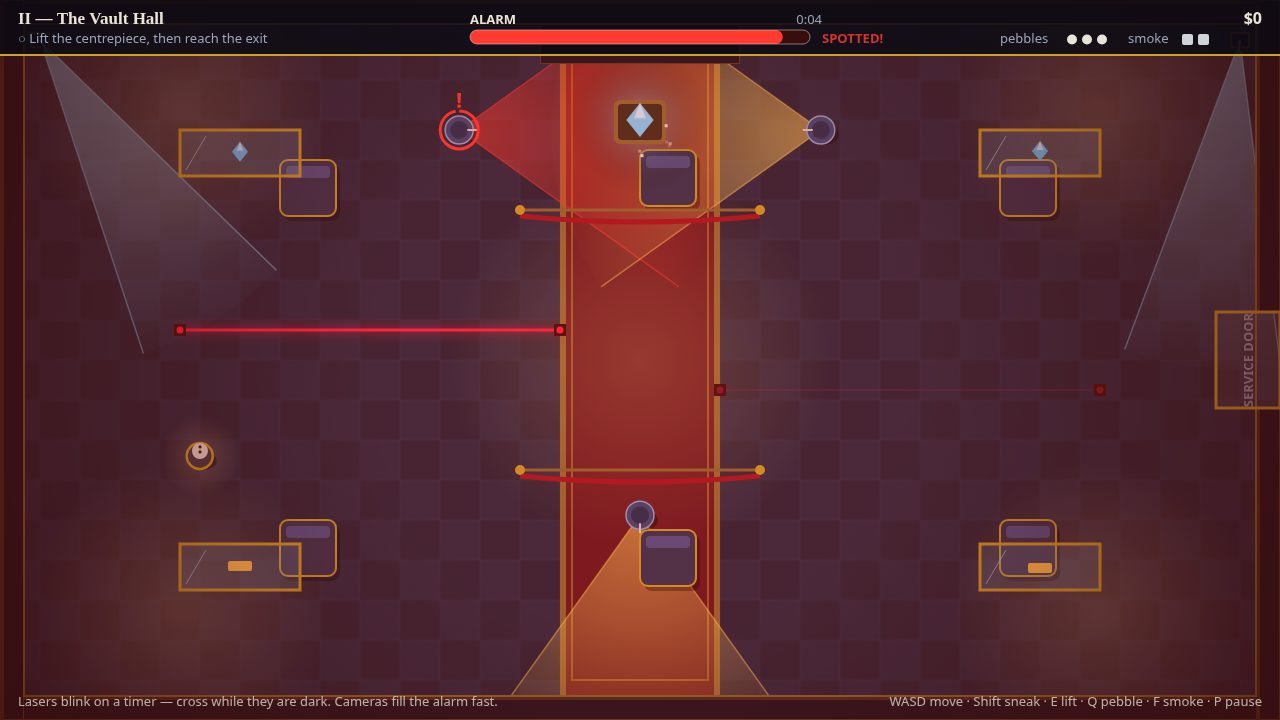 II — The Vault Hall
○ Lift the centrepiece, then reach the exit
ALARM
0:04
SPOTTED!
pebbles
smoke
$0
!
SERVICE DOOR
Lasers blink on a timer — cross while they are dark. Cameras fill the alarm fast.
WASD move · Shift sneak · E lift · Q pebble · F smoke · P pause